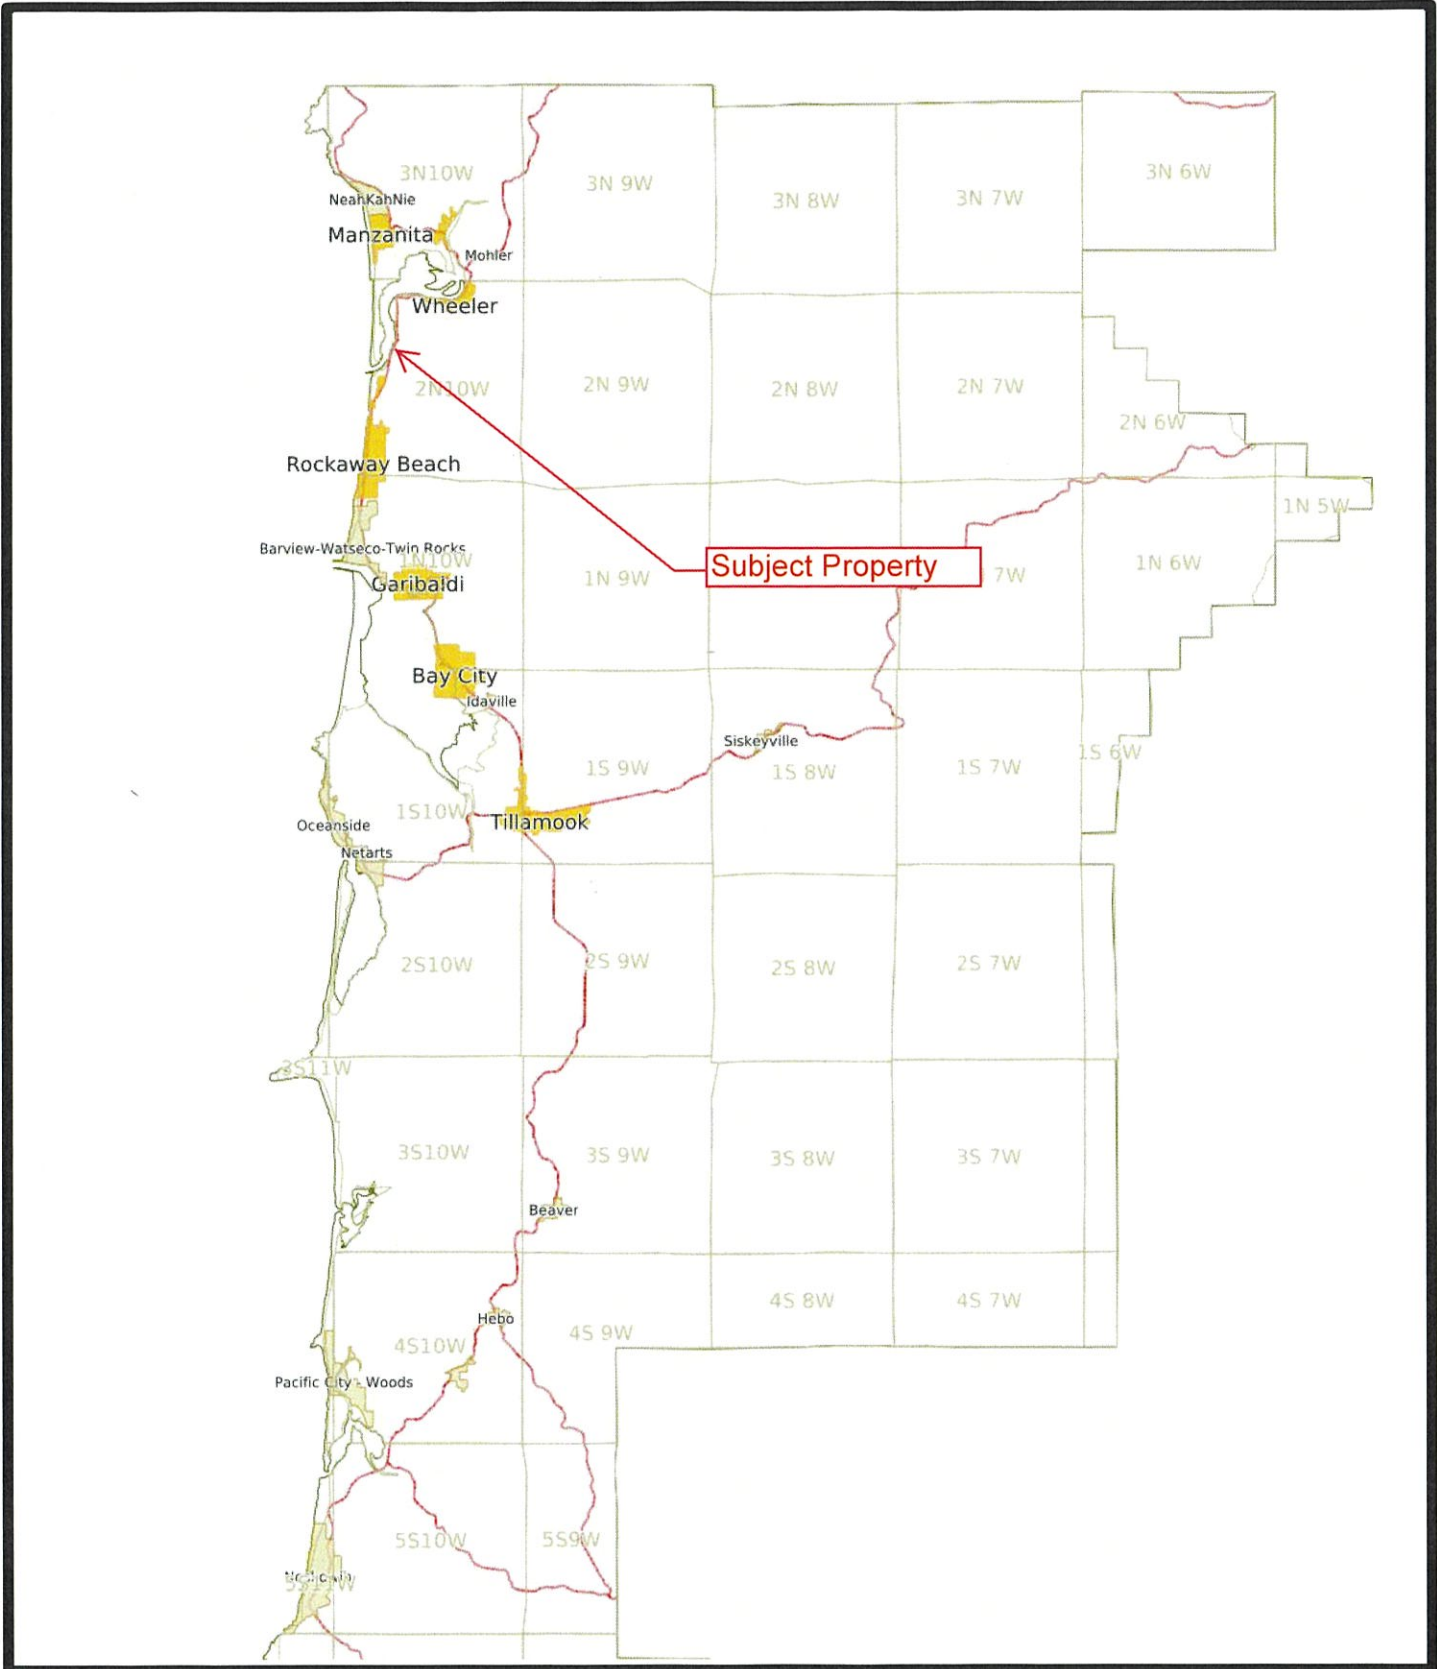 3N10W
3N 9W
3N 8W
3N 7W
3N 6W
NeahKahNie
Manzanita
Mohler
Wheeler
2N10W
2N 9W
2N 8W
2N 7W
2N 6W
Rockaway Beach
1N 5W
Barview-Watseco-Twin Rocks
1N10W
Garibaldi
1N 9W
Subject Property
7W
1N 6W
Bay City
Idaville
Siskeyville
1S 9W
1S 8W
1S 7W
1S 6W
1S10W
Tillamook
Oceanside
Netarts
2S10W
2S 9W
2S 8W
2S 7W
3S11W
3S10W
3S 9W
3S 8W
3S 7W
Beaver
4S 8W
4S 7W
Hebo
4S10W
4S 9W
Pacific City - Woods
5S10W
5S9W